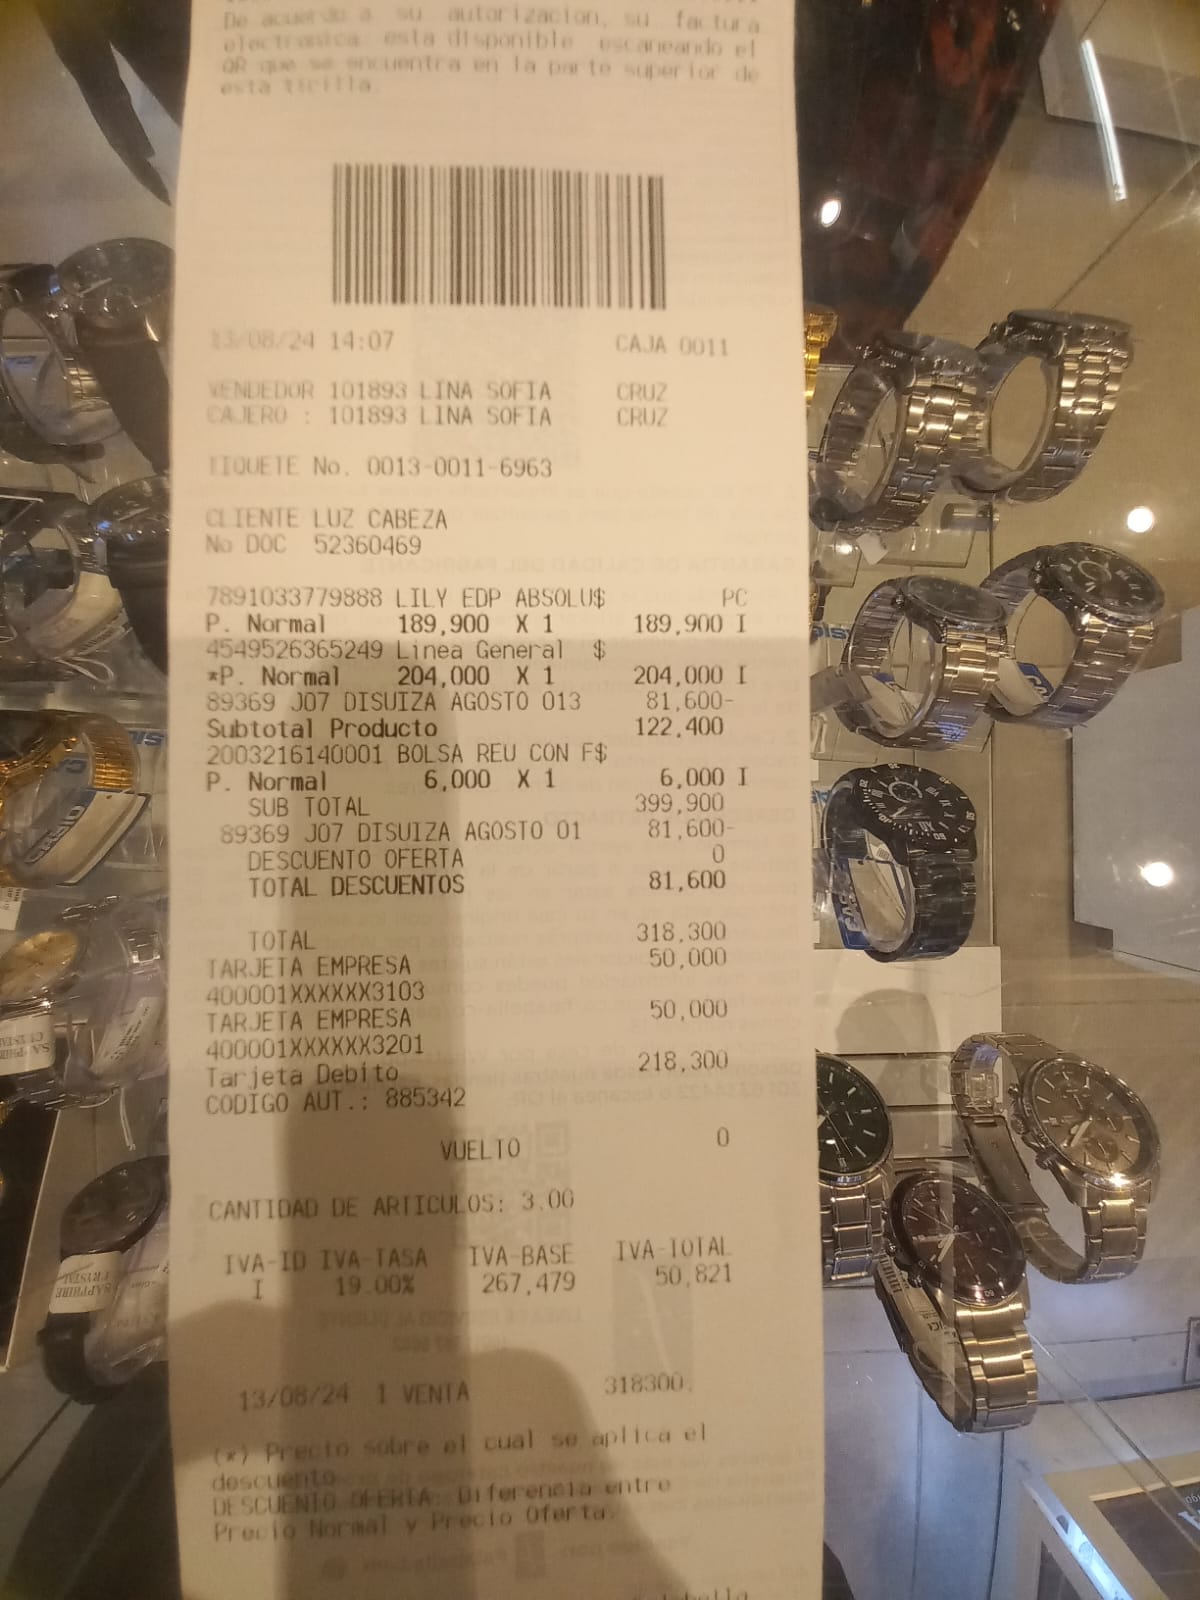 De acuerdo a su autorizacion, su factura
electronica esta disponible escaneando el
QR que se encuentra en la parte superior de
esta tirilla.
13/08/24 14:07 CAJA 0011
VENDEDOR 101893 LINA SOFIA CRUZ
CAJERO : 101893 LINA SOFIA CRUZ
TIQUETE No. 0013-0011-6963
CLIENTE LUZ CABEZA
No DOC 52360469
7891033779888 LILY EDP ABSOLU$ PC
P. Normal 189,900 X 1 189,900 I
4549526365249 Linea General $
*P. Normal 204,000 X 1 204,000 I
89369 J07 DISUIZA AGOSTO 013 81,600-
Subtotal Producto 122,400
2003216140001 BOLSA REU CON F$
P. Normal 6,000 X 1 6,000 I
SUB TOTAL 399,900
89369 J07 DISUIZA AGOSTO 01 81,600-
DESCUENTO OFERTA 0
TOTAL DESCUENTOS 81,600
TOTAL 318,300
TARJETA EMPRESA 50,000
400001XXXXXX3103
TARJETA EMPRESA 50,000
400001XXXXXX3201
Tarjeta Debito 218,300
CODIGO AUT.: 885342
VUELTO 0
CANTIDAD DE ARTICULOS: 3.00
IVA-ID IVA-TASA IVA-BASE IVA-TOTAL
I 19.00% 267,479 50,821
13/08/24 1 VENTA 318300.
(*) Precio sobre el cual se aplica el
descuento
DESCUENTO OFERTA: Diferencia entre
Precio Normal y Precio Oferta.
CASIO
CASIO
SAPPHIRE
CRYSTAL
SAPPHIRE
CRYSTAL